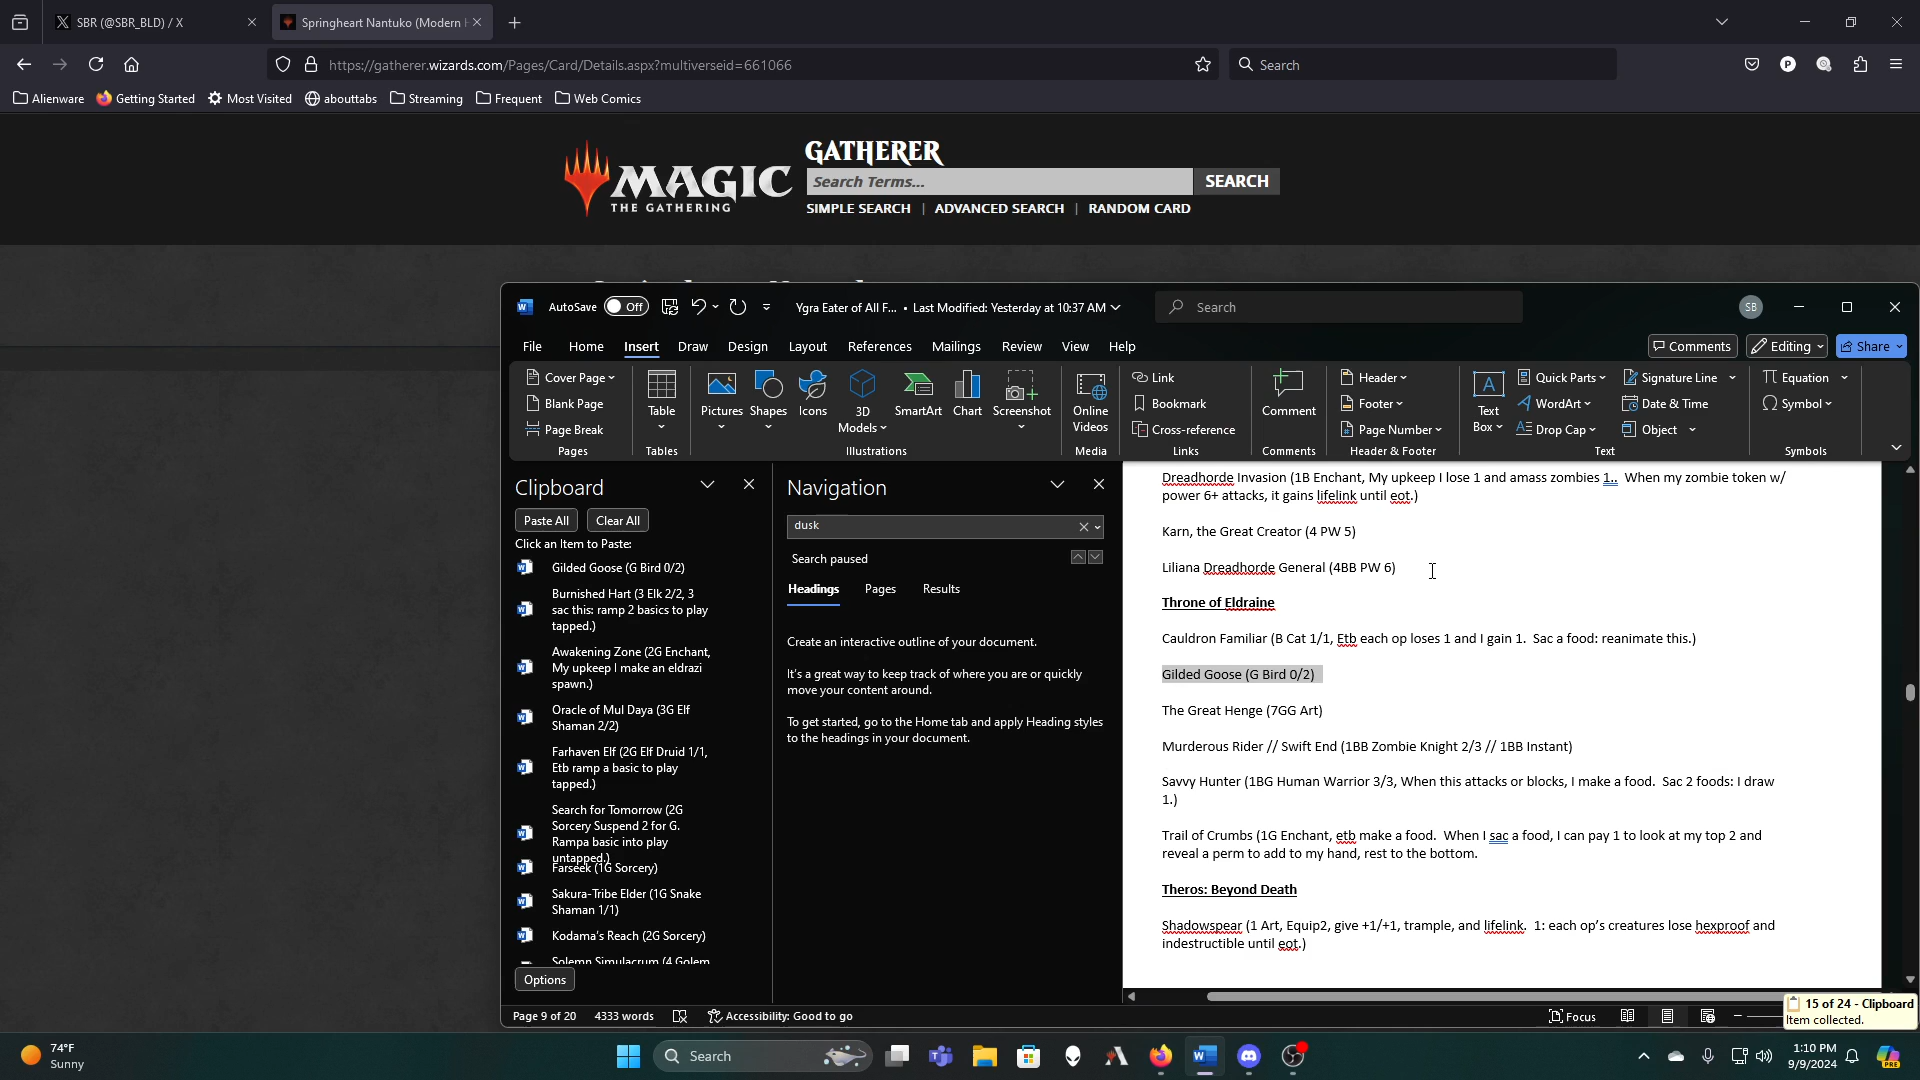 SBR (@SBR_BLD) / X
Springheart Nantuko (Modern H
https://gatherer.wizards.com/Pages/Card/Details.aspx?multiverseid=661066
Search
Alienware
Getting Started
Most Visited
abouttabs
Streaming
Frequent
Web Comics
MAGIC
THE GATHERING
GATHERER
Search Terms...
SEARCH
SIMPLE SEARCH | ADVANCED SEARCH | RANDOM CARD
AutoSave
Off
Ygra Eater of All F... • Last Modified: Yesterday at 10:37 AM
Search
SB
File
Home
Insert
Draw
Design
Layout
References
Mailings
Review
View
Help
Comments
Editing
Share
Cover Page
Blank Page
Page Break
Pages
Table
Tables
Pictures
Shapes
Icons
3D
Models
SmartArt
Chart
Screenshot
Illustrations
Online
Videos
Media
Link
Bookmark
Cross-reference
Links
Comment
Comments
Header
Footer
Page Number
Header & Footer
Text
Box
Quick Parts
WordArt
Drop Cap
Signature Line
Date & Time
Object
Text
Equation
Symbol
Symbols
Clipboard
Paste All
Clear All
Click an Item to Paste:
Gilded Goose (G Bird 0/2)
Burnished Hart (3 Elk 2/2, 3
sac this: ramp 2 basics to play
tapped.)
Awakening Zone (2G Enchant,
My upkeep I make an eldrazi
spawn.)
Oracle of Mul Daya (3G Elf
Shaman 2/2)
Farhaven Elf (2G Elf Druid 1/1,
Etb ramp a basic to play
tapped.)
Search for Tomorrow (2G
Sorcery Suspend 2 for G.
Rampa basic into play
untapped.)
Farseek (1G Sorcery)
Sakura-Tribe Elder (1G Snake
Shaman 1/1)
Kodama's Reach (2G Sorcery)
Solemn Simulacrum (4 Golem
Options
Navigation
dusk
Search paused
Headings
Pages
Results
Create an interactive outline of your document.
It's a great way to keep track of where you are or quickly
move your content around.
To get started, go to the Home tab and apply Heading styles
to the headings in your document.
Dreadhorde Invasion (1B Enchant, My upkeep I lose 1 and amass zombies 1.. When my zombie token w/
power 6+ attacks, it gains lifelink until eot.)
Karn, the Great Creator (4 PW 5)
Liliana Dreadhorde General (4BB PW 6)
Throne of Eldraine
Cauldron Familiar (B Cat 1/1, Etb each op loses 1 and I gain 1. Sac a food: reanimate this.)
Gilded Goose (G Bird 0/2)
The Great Henge (7GG Art)
Murderous Rider // Swift End (1BB Zombie Knight 2/3 // 1BB Instant)
Savvy Hunter (1BG Human Warrior 3/3, When this attacks or blocks, I make a food. Sac 2 foods: I draw
1.)
Trail of Crumbs (1G Enchant, etb make a food. When I sac a food, I can pay 1 to look at my top 2 and
reveal a perm to add to my hand, rest to the bottom.
Theros: Beyond Death
Shadowspear (1 Art, Equip2, give +1/+1, trample, and lifelink. 1: each op's creatures lose hexproof and
indestructible until eot.)
Page 9 of 20
4333 words
Accessibility: Good to go
Focus
15 of 24 - Clipboard
Item collected.
74°F
Sunny
Search
1:10 PM
9/9/2024